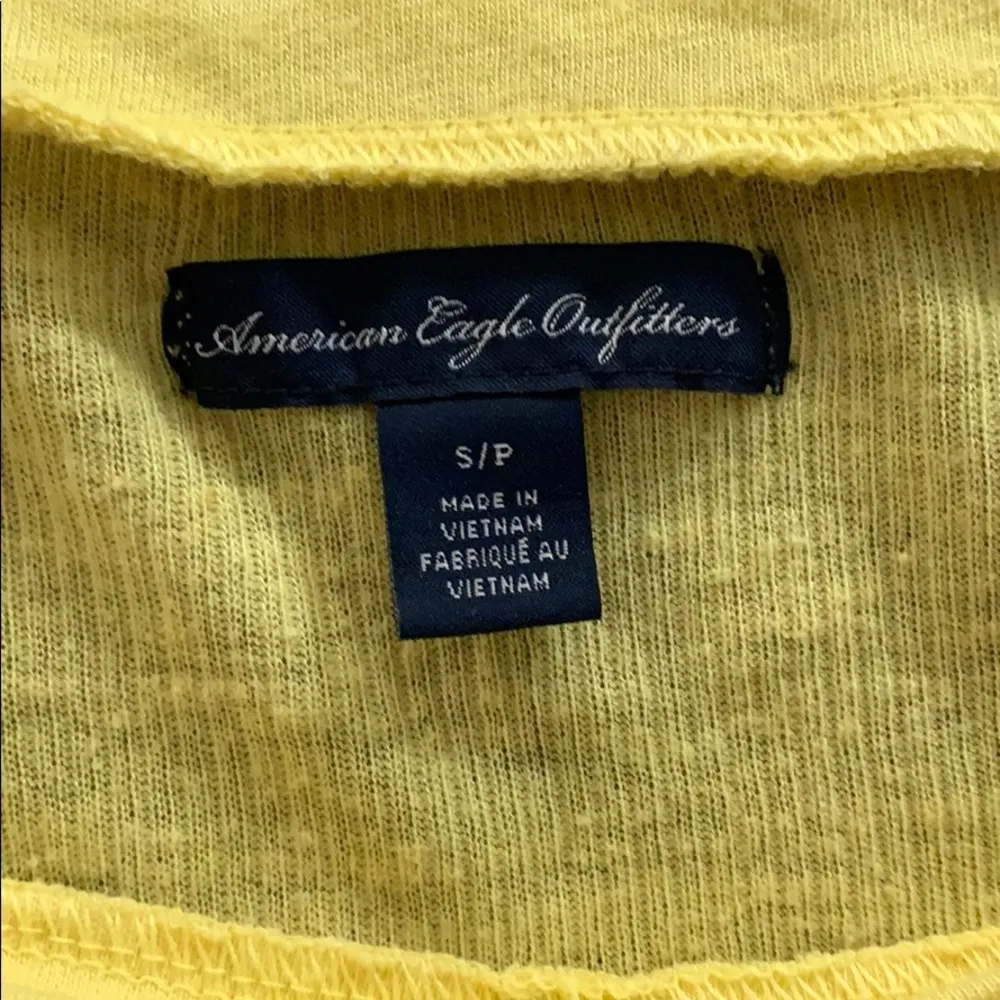 American Eagle Outfitters
S/P
MADE IN
VIETNAM
FABRIQUÉ AU
VIETNAM